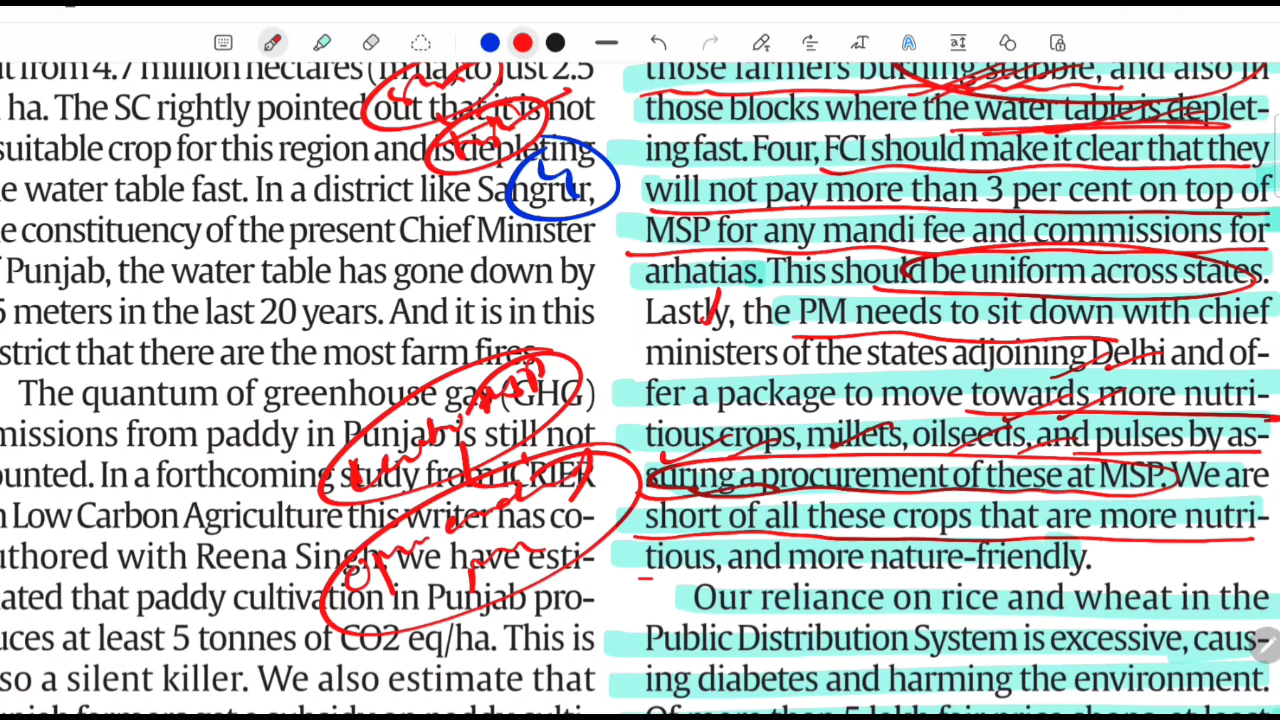 t from 4.7 million hectares (mha) to just 2.5
ha. The SC rightly pointed out that it is not
suitable crop for this region and is depleting
e water table fast. In a district like Sangrur,
e constituency of the present Chief Minister
Punjab, the water table has gone down by
5 meters in the last 20 years. And it is in this
strict that there are the most farm fires.
The quantum of greenhouse gas (GHG)
missions from paddy in Punjab is still not
ounted. In a forthcoming study from ICRIER
n Low Carbon Agriculture this writer has co-
uthored with Reena Singh, we have esti-
ated that paddy cultivation in Punjab pro-
uces at least 5 tonnes of CO2 eq/ha. This is
so a silent killer. We also estimate that
4
those farmers burning stubble, and also in
those blocks where the water table is deplet-
ing fast. Four, FCI should make it clear that they
will not pay more than 3 per cent on top of
MSP for any mandi fee and commissions for
arhatias. This should be uniform across states.
Lastly, the PM needs to sit down with chief
ministers of the states adjoining Delhi and of-
fer a package to move towards more nutri-
tious crops, millets, oilseeds, and pulses by as-
suring a procurement of these at MSP. We are
short of all these crops that are more nutri-
tious, and more nature-friendly.
Our reliance on rice and wheat in the
Public Distribution System is excessive, caus-
ing diabetes and harming the environment.